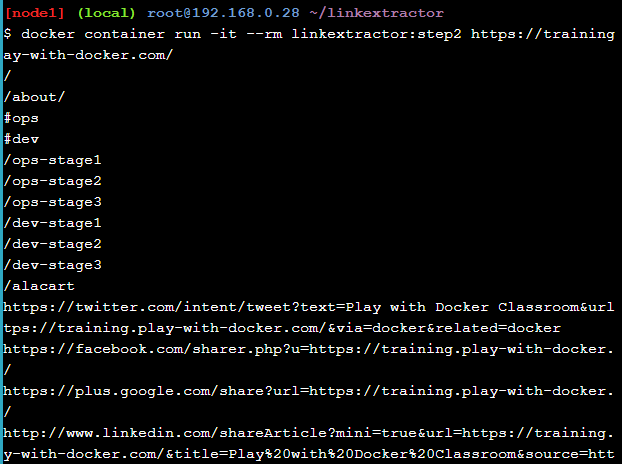 [node1] (local) root@192.168.0.28 ~/linkextractor
$ docker container run -it --rm linkextractor:step2 https://training
ay-with-docker.com/
/
/about/
#ops
#dev
/ops-stage1
/ops-stage2
/ops-stage3
/dev-stage1
/dev-stage2
/dev-stage3
/alacart
https://twitter.com/intent/tweet?text=Play with Docker Classroom&url
tps://training.play-with-docker.com/&via=docker&related=docker
https://facebook.com/sharer.php?u=https://training.play-with-docker.
/
https://plus.google.com/share?url=https://training.play-with-docker.
/
http://www.linkedin.com/shareArticle?mini=true&url=https://training.
y-with-docker.com/&title=Play%20with%20Docker%20Classroom&source=htt